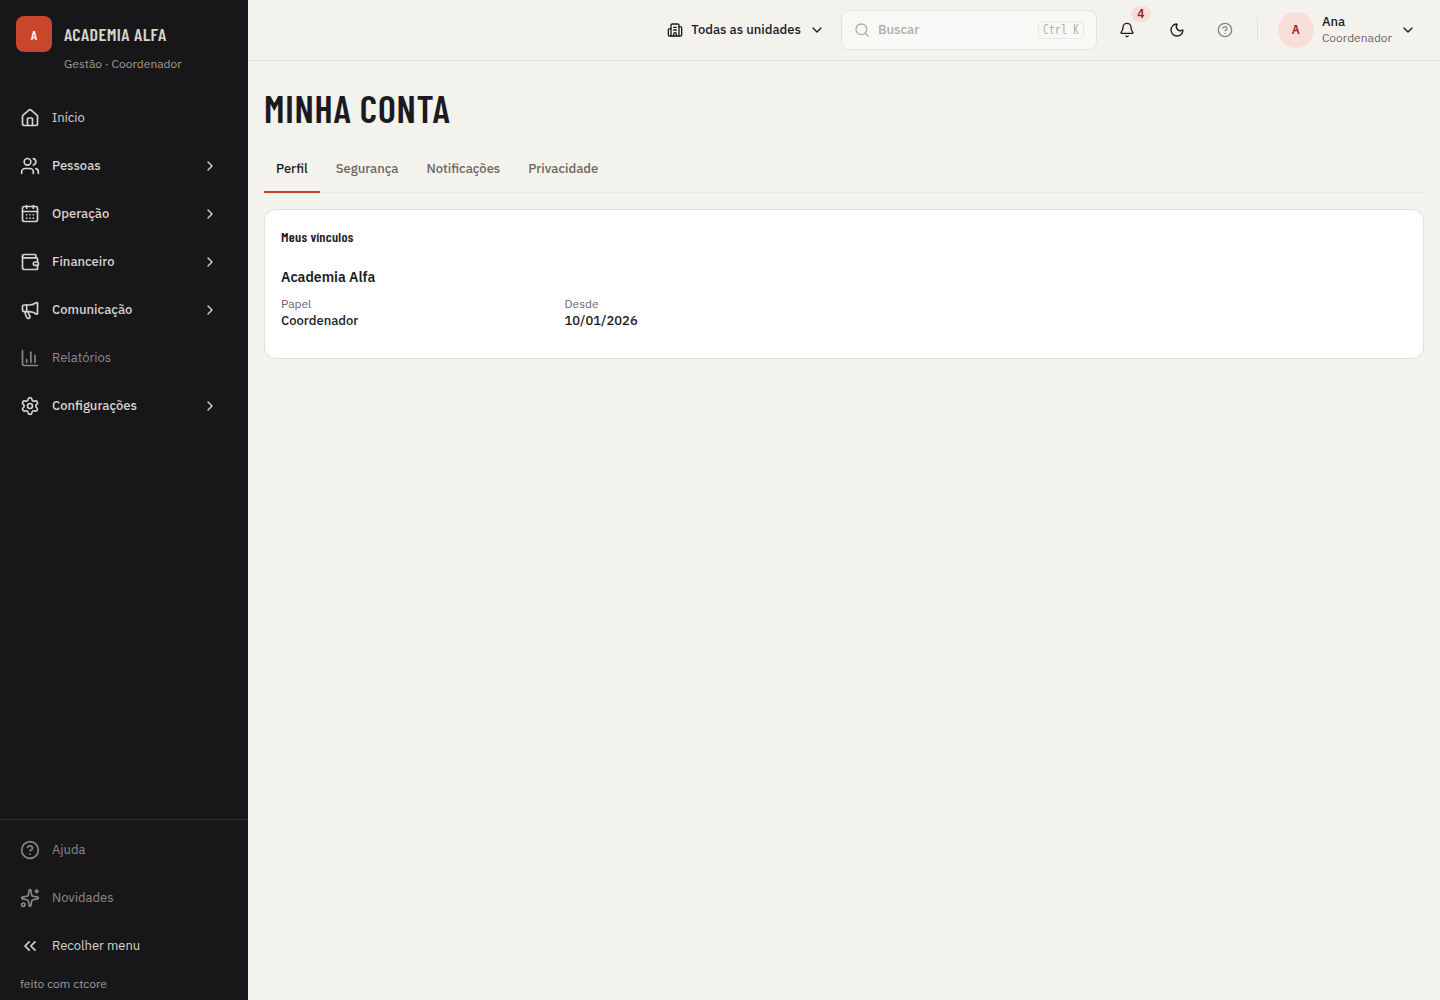 A
ACADEMIA ALFA
Gestão · Coordenador
Início
Pessoas
Operação
Financeiro
Comunicação
Relatórios
Configurações
Ajuda
Novidades
Recolher menu
feito com ctcore
Todas as unidades
Buscar
Ctrl K
4
A
Ana
Coordenador
MINHA CONTA
Perfil Segurança Notificações Privacidade
Meus vínculos
Academia Alfa
Papel Desde
Coordenador 10/01/2026